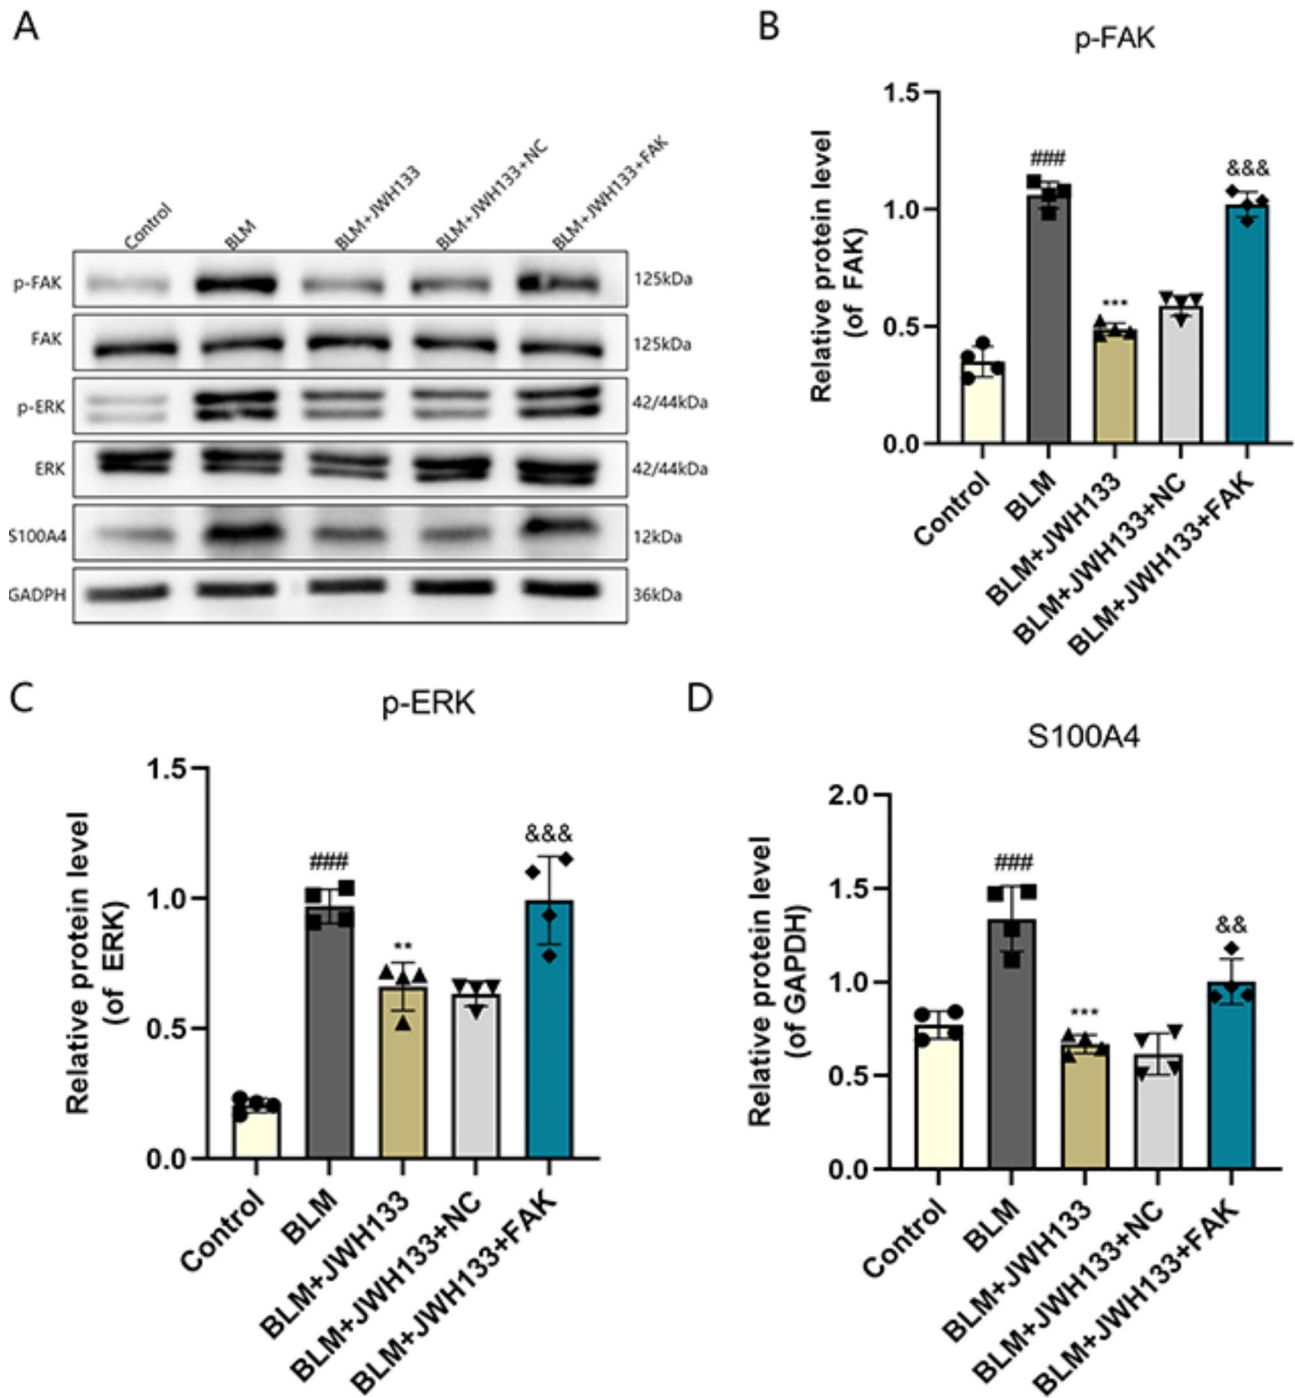 A
Control
BLM
BLM+JWH133
BLM+JWH133+NC
BLM+JWH133+FAK
p-FAK
125kDa
FAK
125kDa
p-ERK
42/44kDa
ERK
42/44kDa
S100A4
12kDa
GADPH
36kDa
B
p-FAK
Relative protein level
(of FAK)
1.5
1.0
0.5
0.0
###
***
&&&
Control
BLM
BLM+JWH133
BLM+JWH133+NC
BLM+JWH133+FAK
C
p-ERK
Relative protein level
(of ERK)
1.5
1.0
0.5
0.0
###
**
&&&
Control
BLM
BLM+JWH133
BLM+JWH133+NC
BLM+JWH133+FAK
D
S100A4
Relative protein level
(of GAPDH)
2.0
1.5
1.0
0.5
0.0
###
***
&&
Control
BLM
BLM+JWH133
BLM+JWH133+NC
BLM+JWH133+FAK